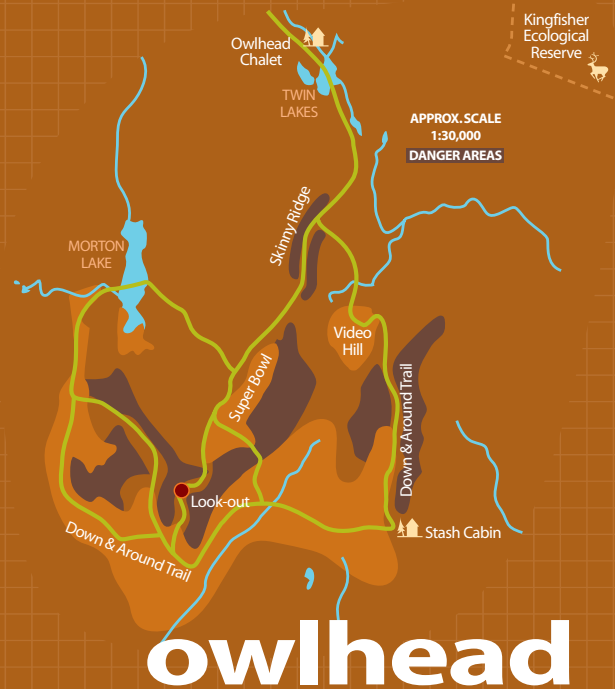 Kingfisher
Ecological
Reserve
Owlhead
Chalet
TWIN
LAKES
APPROX. SCALE
1:30,000
DANGER AREAS
Skinny Ridge
MORTON
LAKE
Video
Hill
Super Bowl
Down & Around Trail
Look-out
Down & Around Trail
Stash Cabin
owlhead